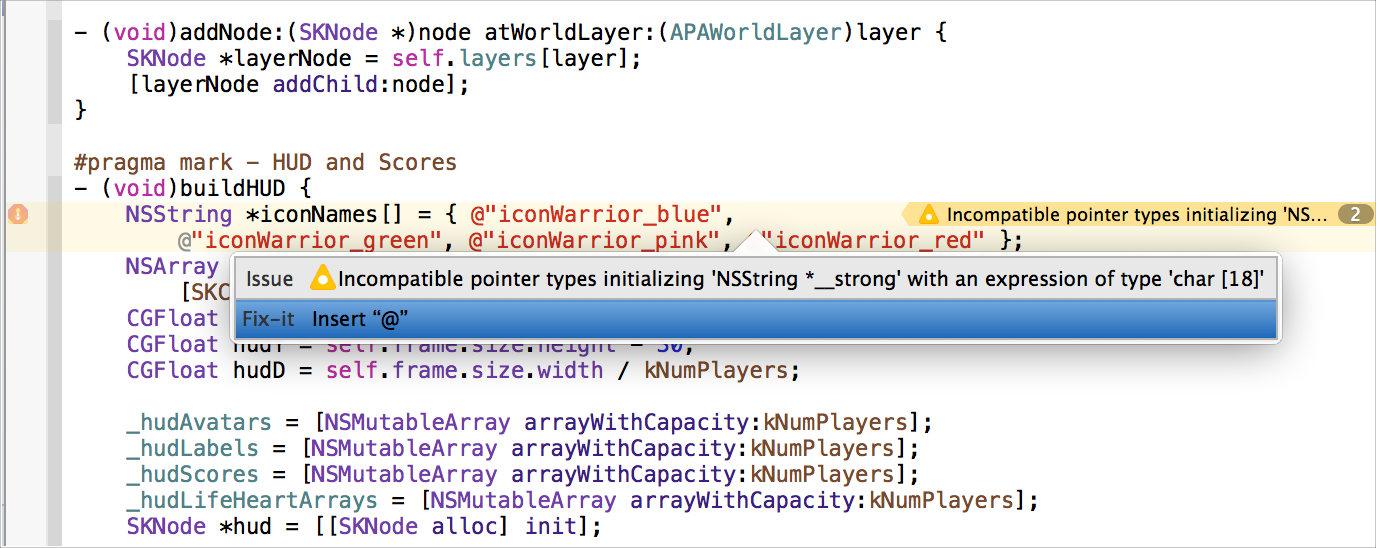 - (void)addNode:(SKNode *)node atWorldLayer:(APAWorldLayer)layer {
SKNode *layerNode = self.layers[layer];
[layerNode addChild:node];
}
#pragma mark - HUD and Scores
- (void)buildHUD {
NSString *iconNames[] = { @"iconWarrior_blue",
Incompatible pointer types initializing 'NS... 2
@"iconWarrior_green", @"iconWarrior_pink", "iconWarrior_red" };
NSArray
Issue Incompatible pointer types initializing 'NSString *__strong' with an expression of type 'char [18]'
[SKC
CGFloat
Fix-it Insert “@”
CGFloat hudY = self.frame.size.height - 30;
CGFloat hudD = self.frame.size.width / kNumPlayers;
_hudAvatars = [NSMutableArray arrayWithCapacity:kNumPlayers];
_hudLabels = [NSMutableArray arrayWithCapacity:kNumPlayers];
_hudScores = [NSMutableArray arrayWithCapacity:kNumPlayers];
_hudLifeHeartArrays = [NSMutableArray arrayWithCapacity:kNumPlayers];
SKNode *hud = [[SKNode alloc] init];